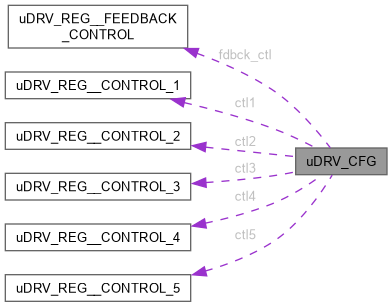 uDRV_REG__FEEDBACK
_CONTROL
fdbck_ctl
uDRV_REG__CONTROL_1
ctl1
uDRV_REG__CONTROL_2
ctl2
uDRV_CFG
uDRV_REG__CONTROL_3
ctl3
uDRV_REG__CONTROL_4
ctl4
uDRV_REG__CONTROL_5
ctl5